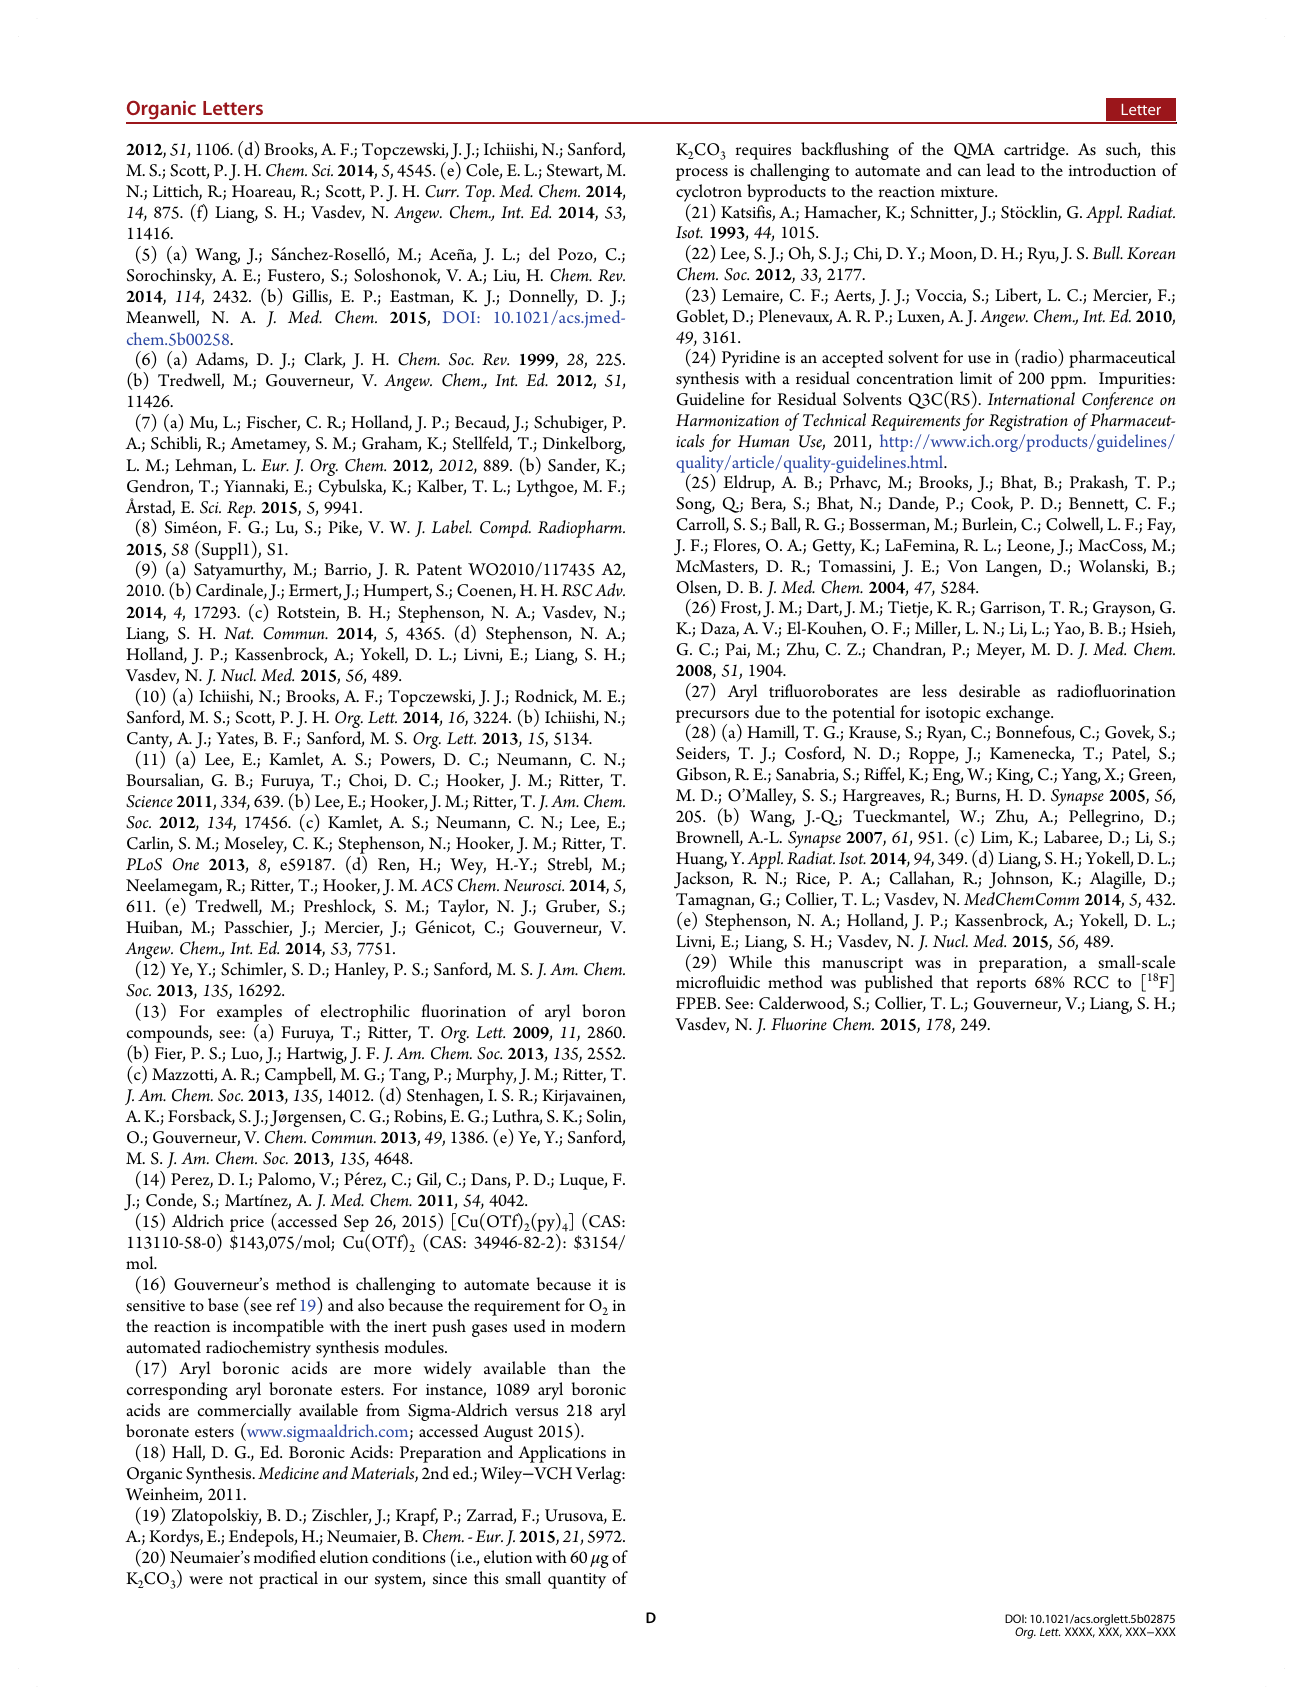 Organic Letters
Letter
2012, 51, 1106. (d) Brooks, A. F.; Topczewski, J. J.; Ichiishi, N.; Sanford,
M. S.; Scott, P. J. H. Chem. Sci. 2014, 5, 4545. (e) Cole, E. L.; Stewart, M.
N.; Littich, R.; Hoareau, R.; Scott, P. J. H. Curr. Top. Med. Chem. 2014,
14, 875. (f) Liang, S. H.; Vasdev, N. Angew. Chem., Int. Ed. 2014, 53,
11416.
(5) (a) Wang, J.; Sánchez-Roselló, M.; Aceña, J. L.; del Pozo, C.;
Sorochinsky, A. E.; Fustero, S.; Soloshonok, V. A.; Liu, H. Chem. Rev.
2014, 114, 2432. (b) Gillis, E. P.; Eastman, K. J.; Donnelly, D. J.;
Meanwell, N. A. J. Med. Chem. 2015, DOI: 10.1021/acs.jmed-
chem.5b00258.
(6) (a) Adams, D. J.; Clark, J. H. Chem. Soc. Rev. 1999, 28, 225.
(b) Tredwell, M.; Gouverneur, V. Angew. Chem., Int. Ed. 2012, 51,
11426.
(7) (a) Mu, L.; Fischer, C. R.; Holland, J. P.; Becaud, J.; Schubiger, P.
A.; Schibli, R.; Ametamey, S. M.; Graham, K.; Stellfeld, T.; Dinkelborg,
L. M.; Lehman, L. Eur. J. Org. Chem. 2012, 2012, 889. (b) Sander, K.;
Gendron, T.; Yiannaki, E.; Cybulska, K.; Kalber, T. L.; Lythgoe, M. F.;
Årstad, E. Sci. Rep. 2015, 5, 9941.
(8) Siméon, F. G.; Lu, S.; Pike, V. W. J. Label. Compd. Radiopharm.
2015, 58 (Suppl1), S1.
(9) (a) Satyamurthy, M.; Barrio, J. R. Patent WO2010/117435 A2,
2010. (b) Cardinale, J.; Ermert, J.; Humpert, S.; Coenen, H. H. RSC Adv.
2014, 4, 17293. (c) Rotstein, B. H.; Stephenson, N. A.; Vasdev, N.;
Liang, S. H. Nat. Commun. 2014, 5, 4365. (d) Stephenson, N. A.;
Holland, J. P.; Kassenbrock, A.; Yokell, D. L.; Livni, E.; Liang, S. H.;
Vasdev, N. J. Nucl. Med. 2015, 56, 489.
(10) (a) Ichiishi, N.; Brooks, A. F.; Topczewski, J. J.; Rodnick, M. E.;
Sanford, M. S.; Scott, P. J. H. Org. Lett. 2014, 16, 3224. (b) Ichiishi, N.;
Canty, A. J.; Yates, B. F.; Sanford, M. S. Org. Lett. 2013, 15, 5134.
(11) (a) Lee, E.; Kamlet, A. S.; Powers, D. C.; Neumann, C. N.;
Boursalian, G. B.; Furuya, T.; Choi, D. C.; Hooker, J. M.; Ritter, T.
Science 2011, 334, 639. (b) Lee, E.; Hooker, J. M.; Ritter, T. J. Am. Chem.
Soc. 2012, 134, 17456. (c) Kamlet, A. S.; Neumann, C. N.; Lee, E.;
Carlin, S. M.; Moseley, C. K.; Stephenson, N.; Hooker, J. M.; Ritter, T.
PLoS One 2013, 8, e59187. (d) Ren, H.; Wey, H.-Y.; Strebl, M.;
Neelamegam, R.; Ritter, T.; Hooker, J. M. ACS Chem. Neurosci. 2014, 5,
611. (e) Tredwell, M.; Preshlock, S. M.; Taylor, N. J.; Gruber, S.;
Huiban, M.; Passchier, J.; Mercier, J.; Génicot, C.; Gouverneur, V.
Angew. Chem., Int. Ed. 2014, 53, 7751.
(12) Ye, Y.; Schimler, S. D.; Hanley, P. S.; Sanford, M. S. J. Am. Chem.
Soc. 2013, 135, 16292.
(13) For examples of electrophilic fluorination of aryl boron
compounds, see: (a) Furuya, T.; Ritter, T. Org. Lett. 2009, 11, 2860.
(b) Fier, P. S.; Luo, J.; Hartwig, J. F. J. Am. Chem. Soc. 2013, 135, 2552.
(c) Mazzotti, A. R.; Campbell, M. G.; Tang, P.; Murphy, J. M.; Ritter, T.
J. Am. Chem. Soc. 2013, 135, 14012. (d) Stenhagen, I. S. R.; Kirjavainen,
A. K.; Forsback, S. J.; Jørgensen, C. G.; Robins, E. G.; Luthra, S. K.; Solin,
O.; Gouverneur, V. Chem. Commun. 2013, 49, 1386. (e) Ye, Y.; Sanford,
M. S. J. Am. Chem. Soc. 2013, 135, 4648.
(14) Perez, D. I.; Palomo, V.; Pérez, C.; Gil, C.; Dans, P. D.; Luque, F.
J.; Conde, S.; Martínez, A. J. Med. Chem. 2011, 54, 4042.
(15) Aldrich price (accessed Sep 26, 2015) [Cu(OTf)2(py)4] (CAS:
113110-58-0) $143,075/mol; Cu(OTf)2 (CAS: 34946-82-2): $3154/
mol.
(16) Gouverneur's method is challenging to automate because it is
sensitive to base (see ref 19) and also because the requirement for O2 in
the reaction is incompatible with the inert push gases used in modern
automated radiochemistry synthesis modules.
(17) Aryl boronic acids are more widely available than the
corresponding aryl boronate esters. For instance, 1089 aryl boronic
acids are commercially available from Sigma-Aldrich versus 218 aryl
boronate esters (www.sigmaaldrich.com; accessed August 2015).
(18) Hall, D. G., Ed. Boronic Acids: Preparation and Applications in
Organic Synthesis. Medicine and Materials, 2nd ed.; Wiley−VCH Verlag:
Weinheim, 2011.
(19) Zlatopolskiy, B. D.; Zischler, J.; Krapf, P.; Zarrad, F.; Urusova, E.
A.; Kordys, E.; Endepols, H.; Neumaier, B. Chem. - Eur. J. 2015, 21, 5972.
(20) Neumaier's modified elution conditions (i.e., elution with 60 μg of
K2CO3) were not practical in our system, since this small quantity of
K2CO3 requires backflushing of the QMA cartridge. As such, this
process is challenging to automate and can lead to the introduction of
cyclotron byproducts to the reaction mixture.
(21) Katsifis, A.; Hamacher, K.; Schnitter, J.; Stöcklin, G. Appl. Radiat.
Isot. 1993, 44, 1015.
(22) Lee, S. J.; Oh, S. J.; Chi, D. Y.; Moon, D. H.; Ryu, J. S. Bull. Korean
Chem. Soc. 2012, 33, 2177.
(23) Lemaire, C. F.; Aerts, J. J.; Voccia, S.; Libert, L. C.; Mercier, F.;
Goblet, D.; Plenevaux, A. R. P.; Luxen, A. J. Angew. Chem., Int. Ed. 2010,
49, 3161.
(24) Pyridine is an accepted solvent for use in (radio) pharmaceutical
synthesis with a residual concentration limit of 200 ppm. Impurities:
Guideline for Residual Solvents Q3C(R5). International Conference on
Harmonization of Technical Requirements for Registration of Pharmaceut-
icals for Human Use, 2011, http://www.ich.org/products/guidelines/
quality/article/quality-guidelines.html.
(25) Eldrup, A. B.; Prhavc, M.; Brooks, J.; Bhat, B.; Prakash, T. P.;
Song, Q.; Bera, S.; Bhat, N.; Dande, P.; Cook, P. D.; Bennett, C. F.;
Carroll, S. S.; Ball, R. G.; Bosserman, M.; Burlein, C.; Colwell, L. F.; Fay,
J. F.; Flores, O. A.; Getty, K.; LaFemina, R. L.; Leone, J.; MacCoss, M.;
McMasters, D. R.; Tomassini, J. E.; Von Langen, D.; Wolanski, B.;
Olsen, D. B. J. Med. Chem. 2004, 47, 5284.
(26) Frost, J. M.; Dart, J. M.; Tietje, K. R.; Garrison, T. R.; Grayson, G.
K.; Daza, A. V.; El-Kouhen, O. F.; Miller, L. N.; Li, L.; Yao, B. B.; Hsieh,
G. C.; Pai, M.; Zhu, C. Z.; Chandran, P.; Meyer, M. D. J. Med. Chem.
2008, 51, 1904.
(27) Aryl trifluoroborates are less desirable as radiofluorination
precursors due to the potential for isotopic exchange.
(28) (a) Hamill, T. G.; Krause, S.; Ryan, C.; Bonnefous, C.; Govek, S.;
Seiders, T. J.; Cosford, N. D.; Roppe, J.; Kamenecka, T.; Patel, S.;
Gibson, R. E.; Sanabria, S.; Riffel, K.; Eng, W.; King, C.; Yang, X.; Green,
M. D.; O'Malley, S. S.; Hargreaves, R.; Burns, H. D. Synapse 2005, 56,
205. (b) Wang, J.-Q.; Tueckmantel, W.; Zhu, A.; Pellegrino, D.;
Brownell, A.-L. Synapse 2007, 61, 951. (c) Lim, K.; Labaree, D.; Li, S.;
Huang, Y. Appl. Radiat. Isot. 2014, 94, 349. (d) Liang, S. H.; Yokell, D. L.;
Jackson, R. N.; Rice, P. A.; Callahan, R.; Johnson, K.; Alagille, D.;
Tamagnan, G.; Collier, T. L.; Vasdev, N. MedChemComm 2014, 5, 432.
(e) Stephenson, N. A.; Holland, J. P.; Kassenbrock, A.; Yokell, D. L.;
Livni, E.; Liang, S. H.; Vasdev, N. J. Nucl. Med. 2015, 56, 489.
(29) While this manuscript was in preparation, a small-scale
microfluidic method was published that reports 68% RCC to [18F]
FPEB. See: Calderwood, S.; Collier, T. L.; Gouverneur, V.; Liang, S. H.;
Vasdev, N. J. Fluorine Chem. 2015, 178, 249.
D
DOI: 10.1021/acs.orglett.5b02875
Org. Lett. XXXX, XXX, XXX−XXX